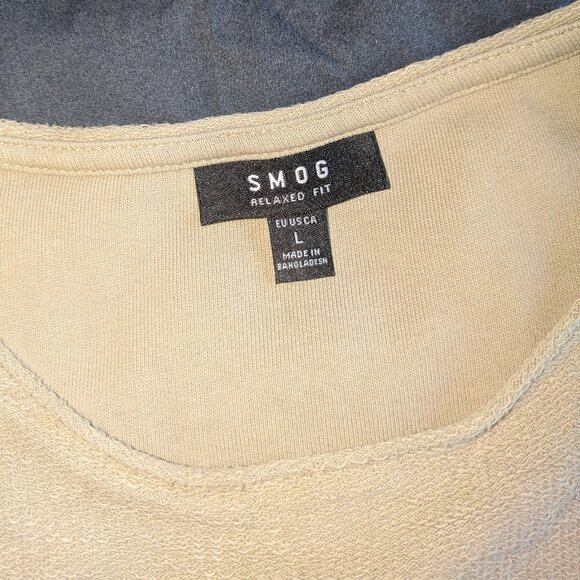 SMOG
RELAXED FIT
EU US CA
L
MADE IN
BANGLADESH